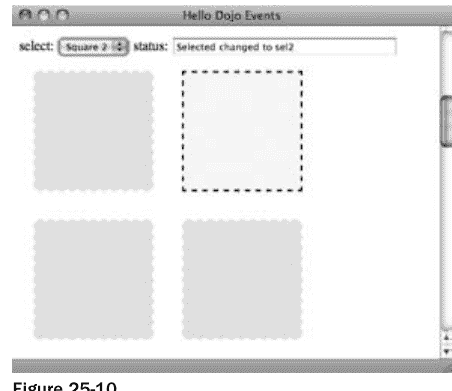 Hello Dojo Events
select: Square 2 status: Selected changed to sel2
Figure 25-10